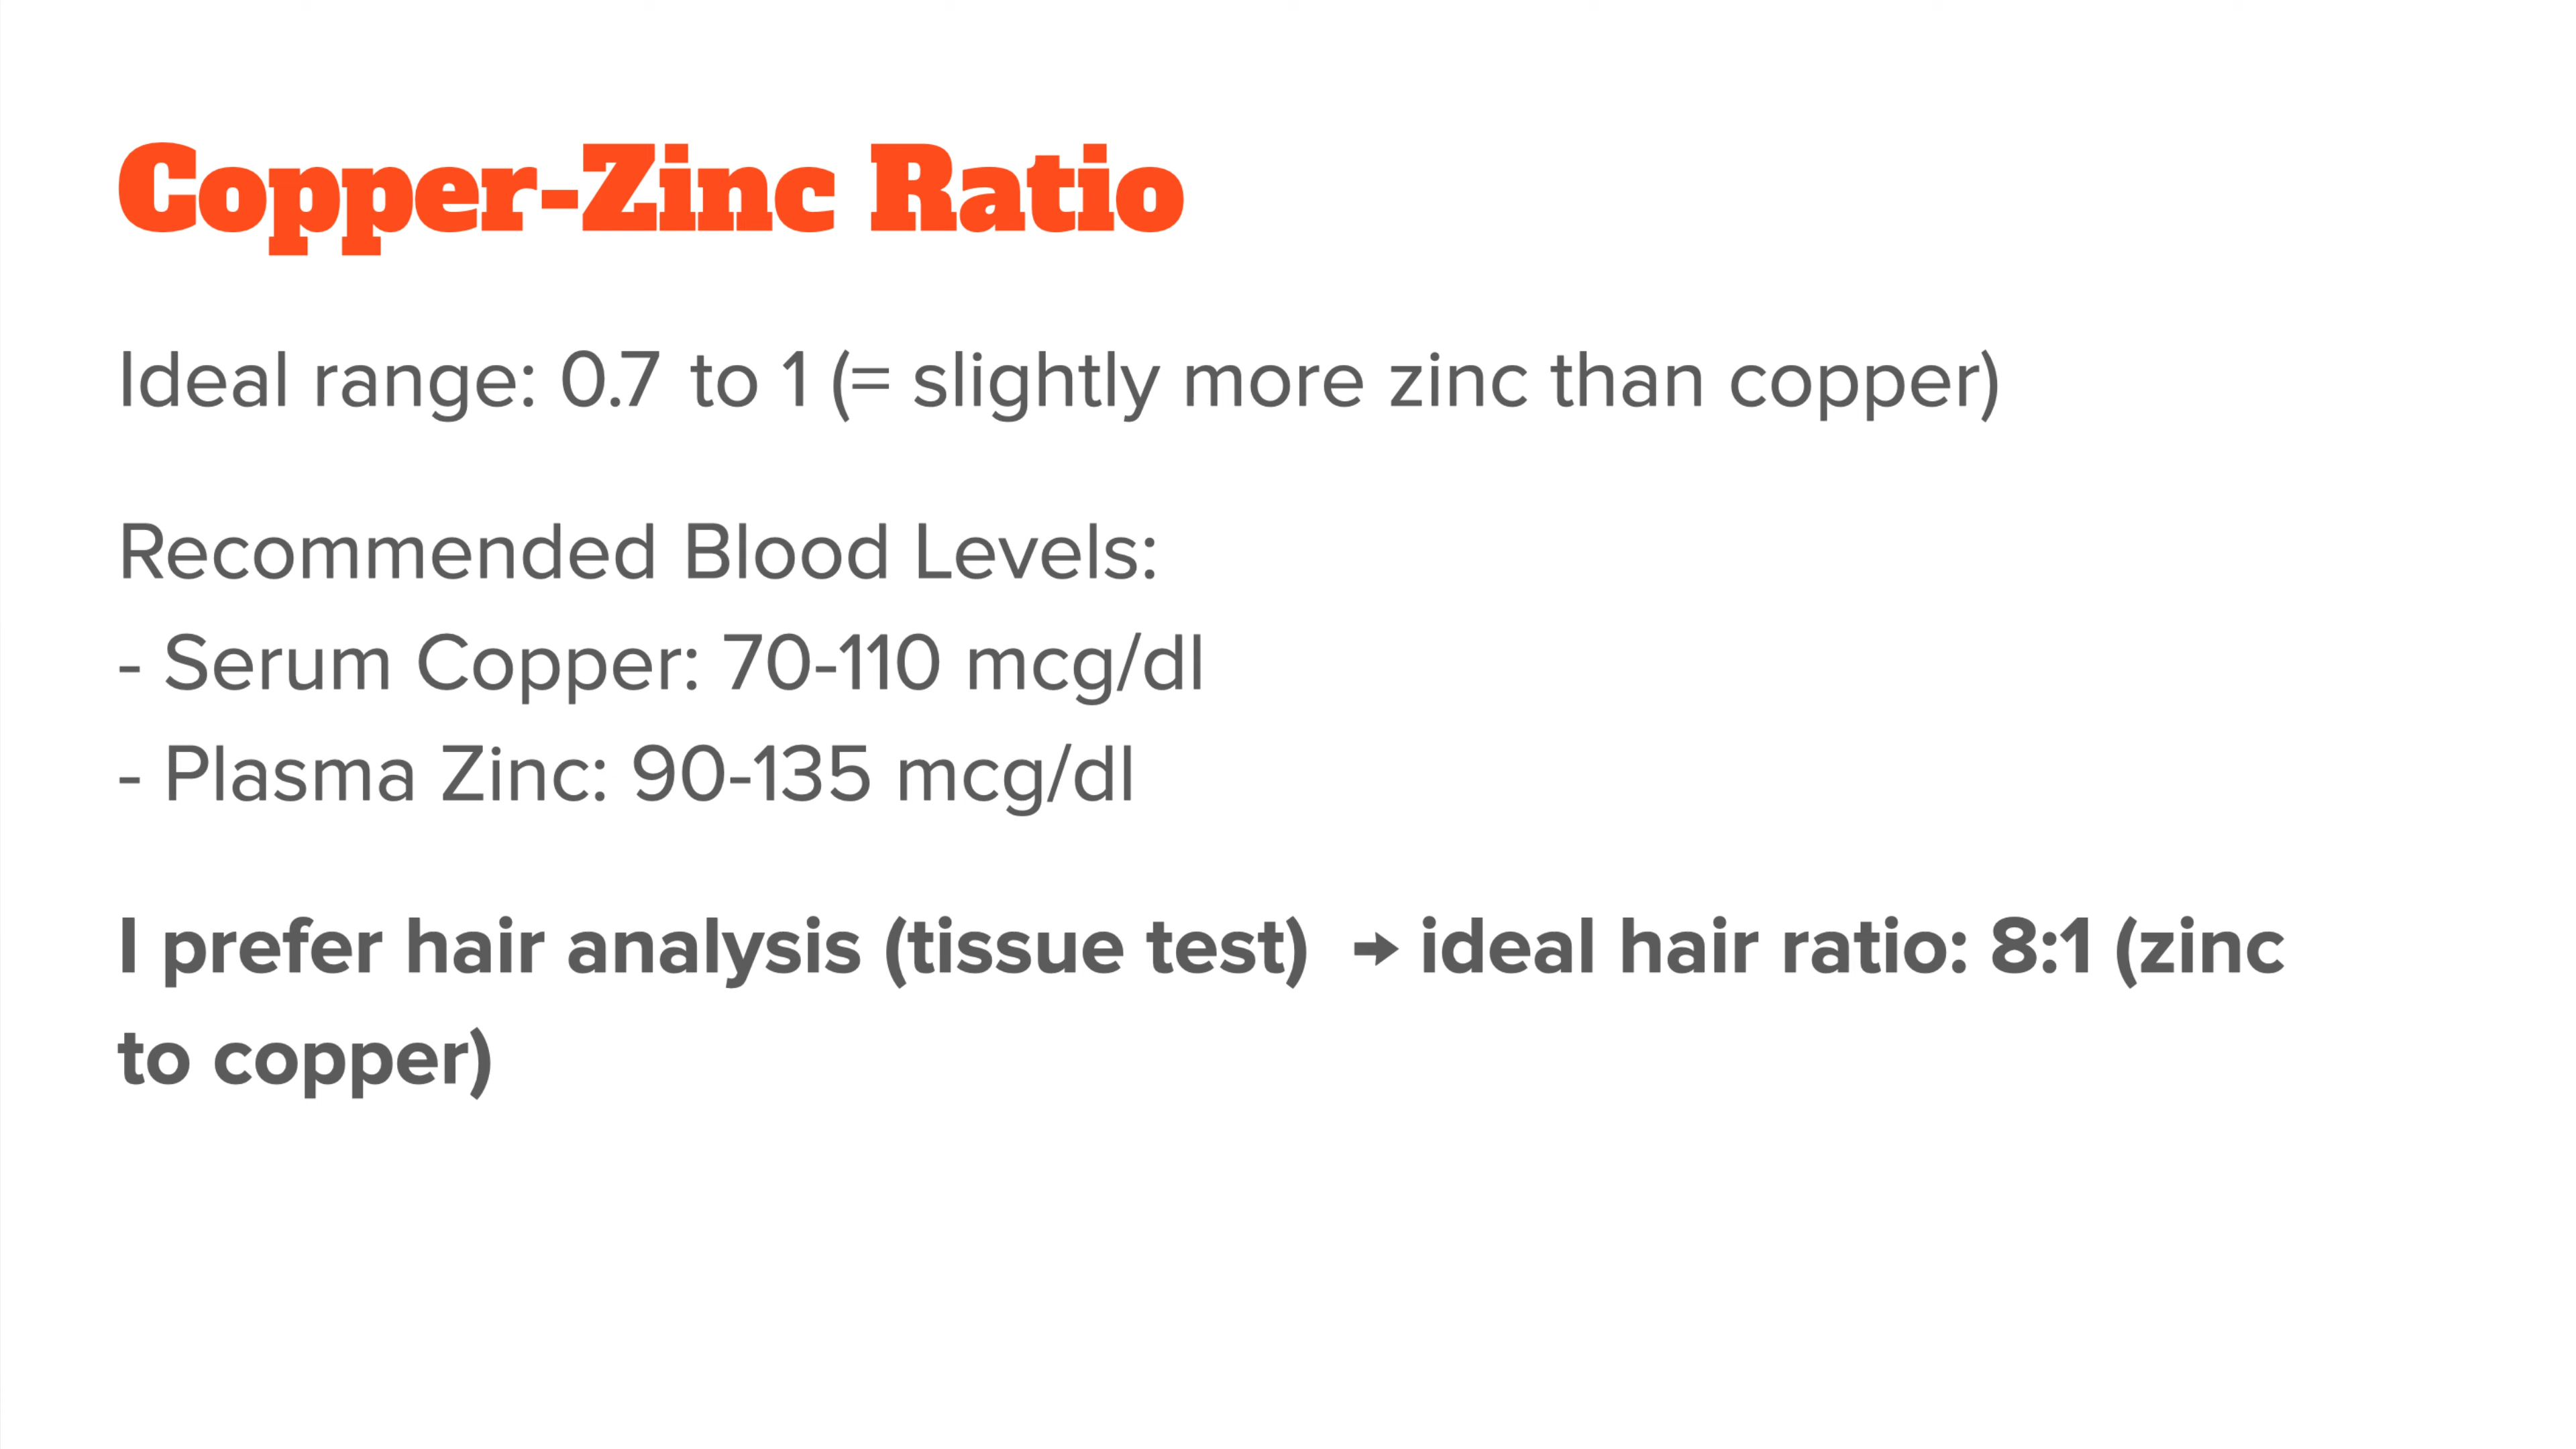 Copper-Zinc Ratio
Ideal range: 0.7 to 1 (= slightly more zinc than copper)
Recommended Blood Levels:
- Serum Copper: 70-110 mcg/dl
- Plasma Zinc: 90-135 mcg/dl
I prefer hair analysis (tissue test) → ideal hair ratio: 8:1 (zinc
to copper)